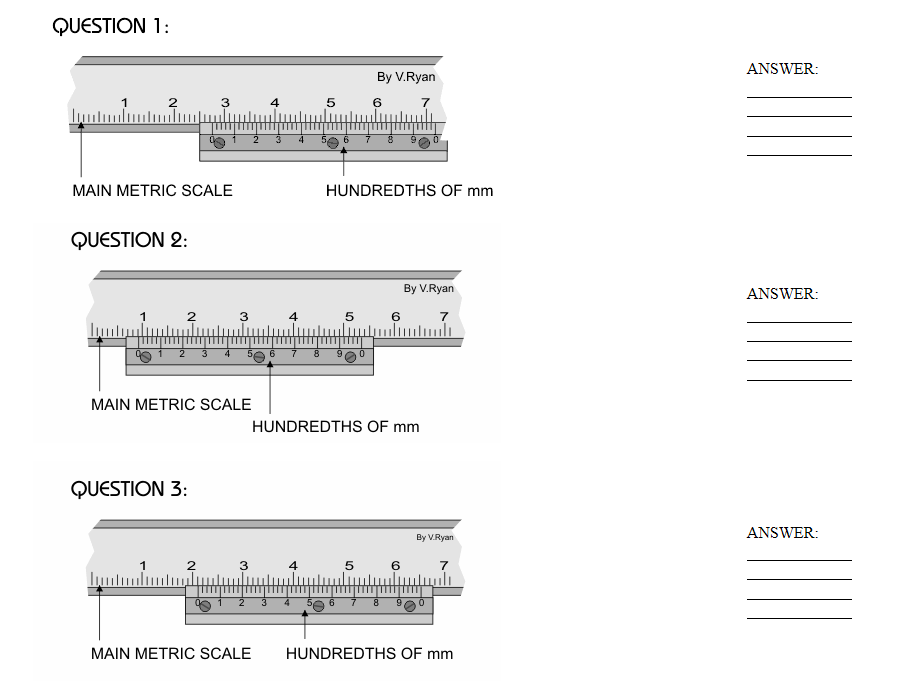 QUESTION 1:
By V.Ryan
ANSWER:
1 2 3 4 5 6 7
0 1 2 3 4 5 6 7 8 9 0
MAIN METRIC SCALE HUNDREDTHS OF mm
QUESTION 2:
By V.Ryan
ANSWER:
1 2 3 4 5 6 7
0 1 2 3 4 5 6 7 8 9 0
MAIN METRIC SCALE
HUNDREDTHS OF mm
QUESTION 3:
By V.Ryan
ANSWER:
1 2 3 4 5 6 7
0 1 2 3 4 5 6 7 8 9 0
MAIN METRIC SCALE HUNDREDTHS OF mm